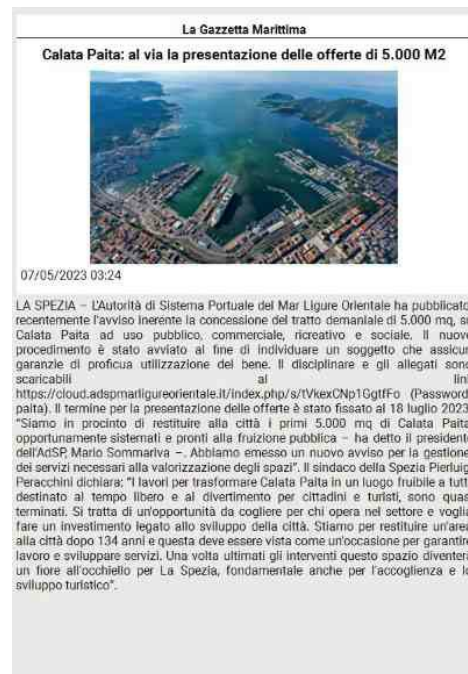 La Gazzetta Marittima
Calata Paita: al via la presentazione delle offerte di 5.000 M2
07/05/2023 03:24
LA SPEZIA – L'Autorità di Sistema Portuale del Mar Ligure Orientale ha pubblicato
recentemente l'avviso inerente la concessione del tratto demaniale di 5.000 mq, su
Calata Paita ad uso pubblico, commerciale, ricreativo e sociale. Il nuovo
procedimento è stato avviato al fine di individuare un soggetto che assicuri
garanzie di proficua utilizzazione del bene. Il disciplinare e gli allegati sono
scaricabili al link
https://cloud.adspmarligureorientale.it/index.php/s/tVkexCNp1GgtfFo (Password:
paita). Il termine per la presentazione delle offerte è stato fissato al 18 luglio 2023.
"Siamo in procinto di restituire alla città i primi 5.000 mq di Calata Paita
opportunamente sistemati e pronti alla fruizione pubblica – ha detto il presidente
dell'AdSP, Mario Sommariva –. Abbiamo emesso un nuovo avviso per la gestione
dei servizi necessari alla valorizzazione degli spazi". Il sindaco della Spezia Pierluigi
Peracchini dichiara: "I lavori per trasformare Calata Paita in un luogo fruibile a tutti,
destinato al tempo libero e al divertimento per cittadini e turisti, sono quasi
terminati. Si tratta di un'opportunità da cogliere per chi opera nel settore e voglia
fare un investimento legato allo sviluppo della città. Stiamo per restituire un'area
alla città dopo 134 anni e questa deve essere vista come un'occasione per garantire
lavoro e sviluppare servizi. Una volta ultimati gli interventi questo spazio diventerà
un fiore all'occhiello per La Spezia, fondamentale anche per l'accoglienza e lo
sviluppo turistico".